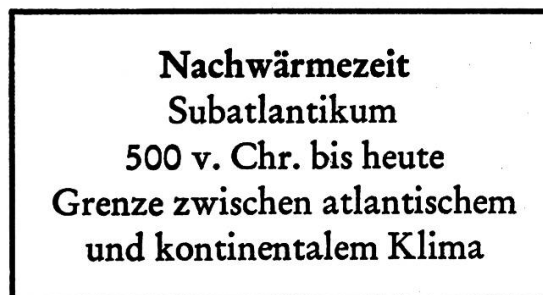 Nachwärmezeit
Subatlantikum
500 v. Chr. bis heute
Grenze zwischen atlantischem
und kontinentalem Klima